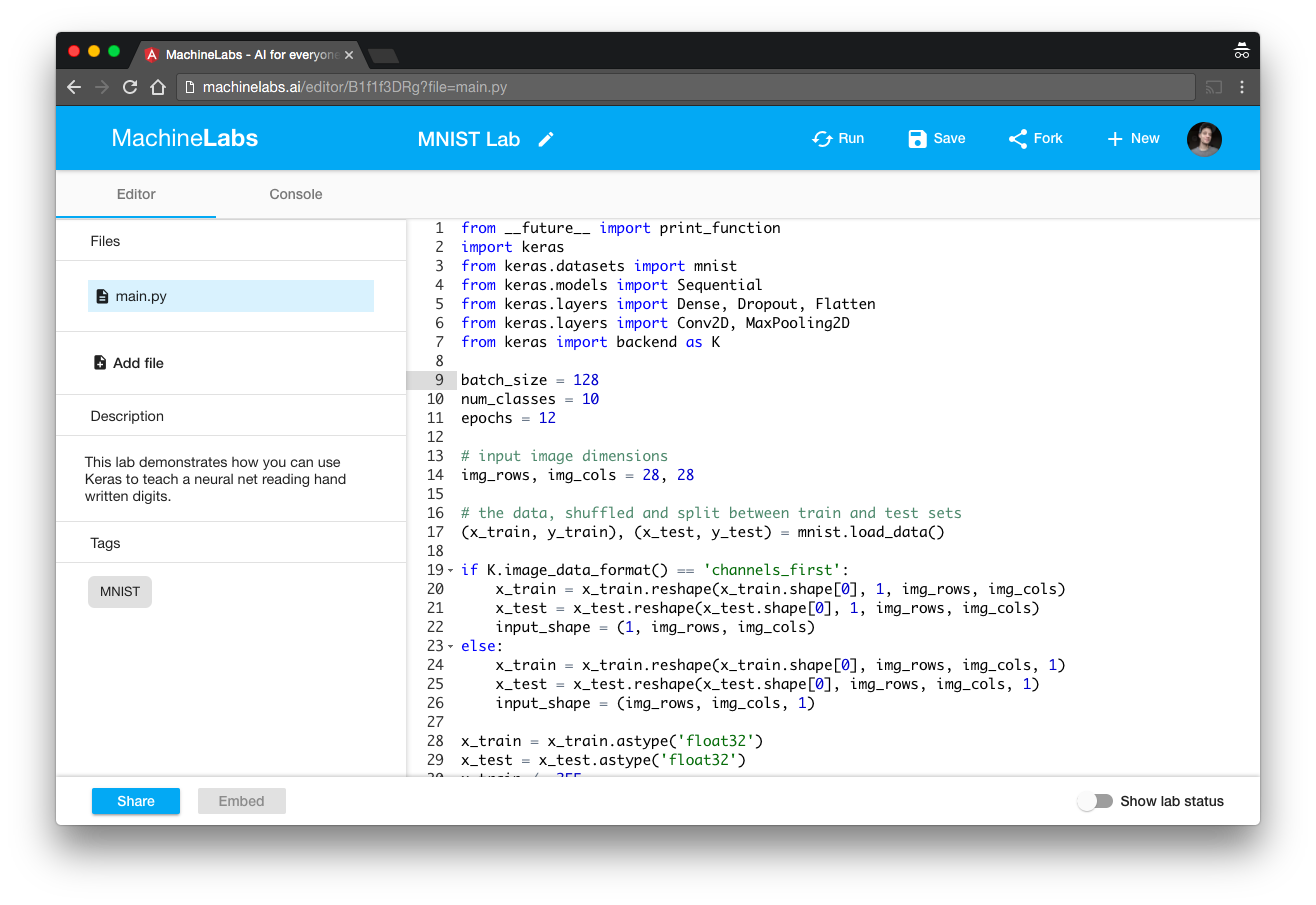 MachineLabs - AI for everyone
machinelabs.ai/editor/B1f1f3DRg?file=main.py
MachineLabs
MNIST Lab
Run
Save
Fork
New
Editor
Console
Files
main.py
Add file
Description
This lab demonstrates how you can use
Keras to teach a neural net reading hand
written digits.
Tags
MNIST
1 from __future__ import print_function
2 import keras
3 from keras.datasets import mnist
4 from keras.models import Sequential
5 from keras.layers import Dense, Dropout, Flatten
6 from keras.layers import Conv2D, MaxPooling2D
7 from keras import backend as K
8
9 batch_size = 128
10 num_classes = 10
11 epochs = 12
12
13 # input image dimensions
14 img_rows, img_cols = 28, 28
15
16 # the data, shuffled and split between train and test sets
17 (x_train, y_train), (x_test, y_test) = mnist.load_data()
18
19 if K.image_data_format() == 'channels_first':
20     x_train = x_train.reshape(x_train.shape[0], 1, img_rows, img_cols)
21     x_test = x_test.reshape(x_test.shape[0], 1, img_rows, img_cols)
22     input_shape = (1, img_rows, img_cols)
23 else:
24     x_train = x_train.reshape(x_train.shape[0], img_rows, img_cols, 1)
25     x_test = x_test.reshape(x_test.shape[0], img_rows, img_cols, 1)
26     input_shape = (img_rows, img_cols, 1)
27
28 x_train = x_train.astype('float32')
29 x_test = x_test.astype('float32')
Share
Embed
Show lab status